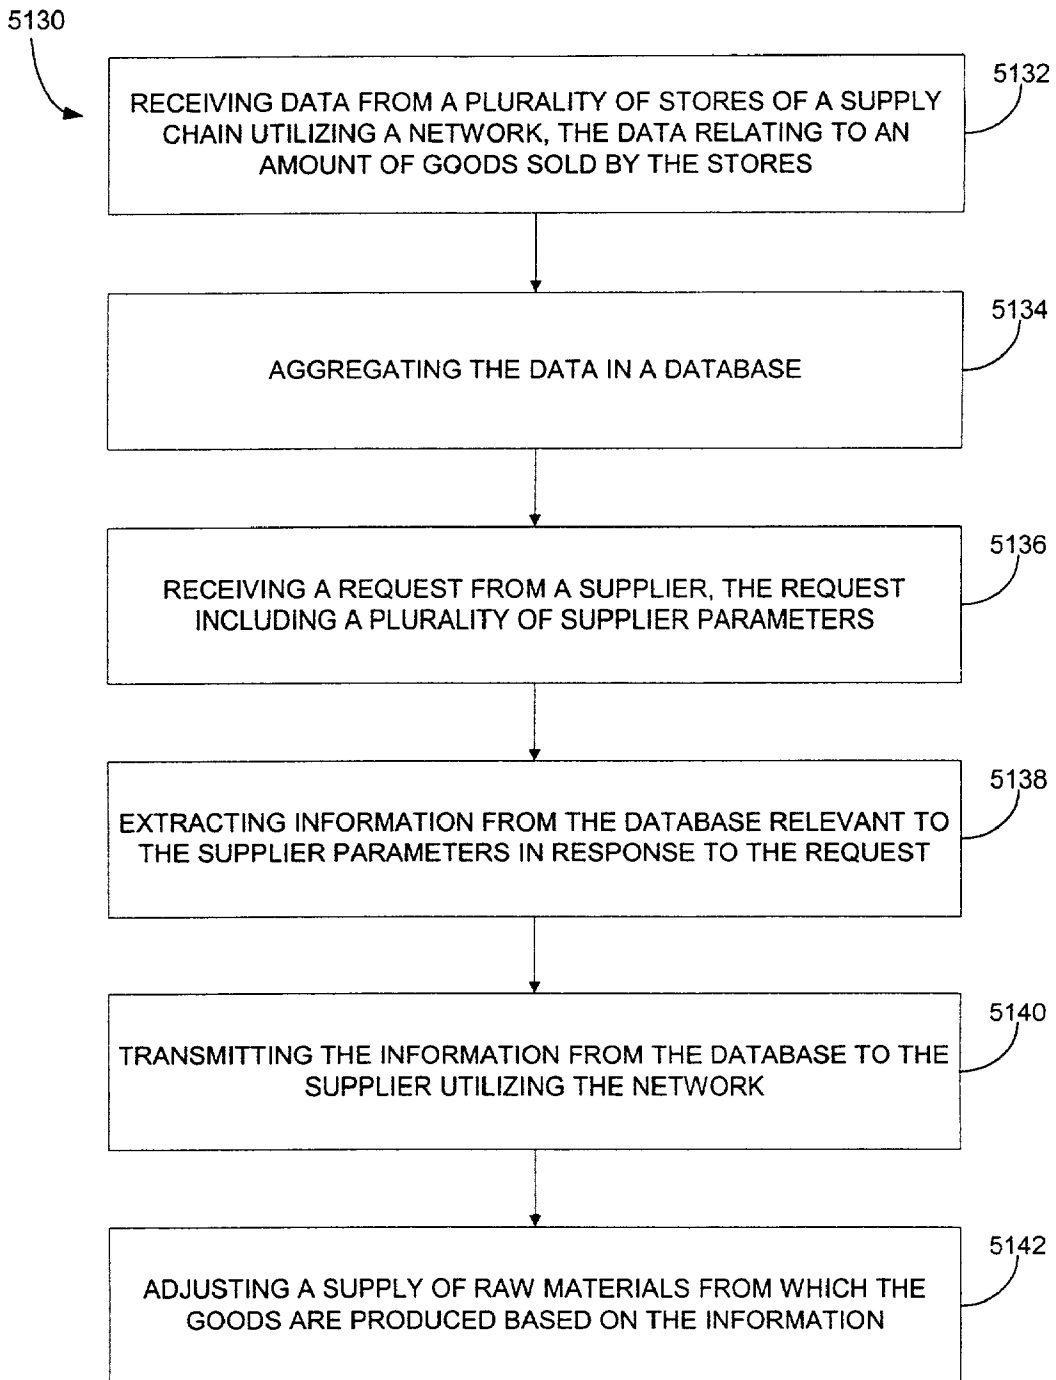 5130
5132
RECEIVING DATA FROM A PLURALITY OF STORES OF A SUPPLY
CHAIN UTILIZING A NETWORK, THE DATA RELATING TO AN
AMOUNT OF GOODS SOLD BY THE STORES
5134
AGGREGATING THE DATA IN A DATABASE
5136
RECEIVING A REQUEST FROM A SUPPLIER, THE REQUEST
INCLUDING A PLURALITY OF SUPPLIER PARAMETERS
5138
EXTRACTING INFORMATION FROM THE DATABASE RELEVANT TO
THE SUPPLIER PARAMETERS IN RESPONSE TO THE REQUEST
5140
TRANSMITTING THE INFORMATION FROM THE DATABASE TO THE
SUPPLIER UTILIZING THE NETWORK
5142
ADJUSTING A SUPPLY OF RAW MATERIALS FROM WHICH THE
GOODS ARE PRODUCED BASED ON THE INFORMATION